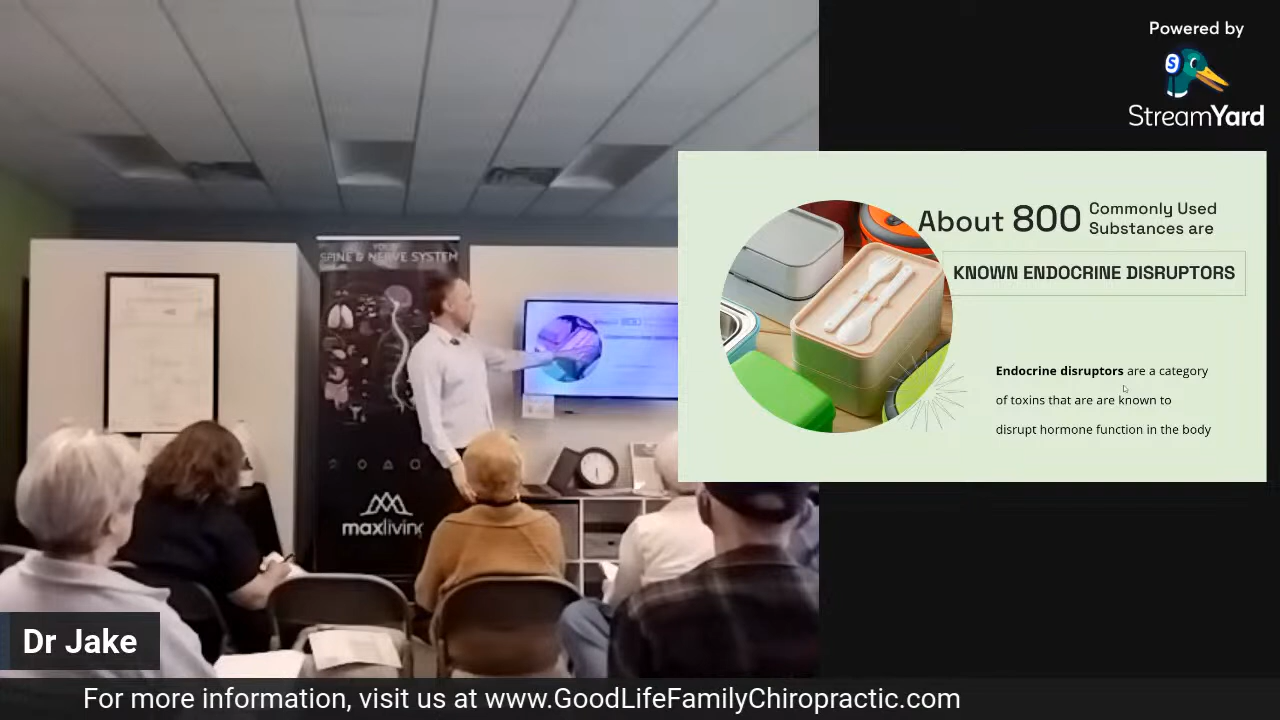 Powered by
StreamYard
About 800 Commonly Used
Substances are
KNOWN ENDOCRINE DISRUPTORS
Endocrine disruptors are a category
of toxins that are are known to
disrupt hormone function in the body
SPINE & NERVE SYSTEM
maxliving
Dr Jake
For more information, visit us at www.GoodLifeFamilyChiropractic.com